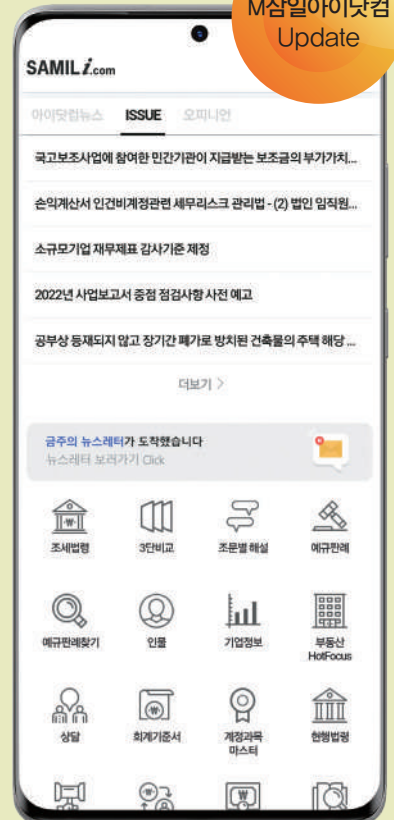 M삼일아이닷컴
Update
SAMILi.com
아이닷컴뉴스 ISSUE 오피니언
국고보조사업에 참여한 민간기관이 지급받는 보조금의 부가가치...
손익계산서 인건비계정관련 세무리스크 관리법 - (2) 법인 임직원...
소규모기업 재무제표 감사기준 제정
2022년 사업보고서 중점 점검사항 사전 예고
공부상 등재되지 않고 장기간 폐가로 방치된 건축물의 주택 해당 ...
더보기 >
금주의 뉴스레터가 도착했습니다
뉴스레터 보러가기 Click
조세법령 3단비교 조문별 해설 예규판례
예규판례찾기 인물 기업정보 부동산
HotFocus
상담 회계기준서 계정과목
마스터 현행법령